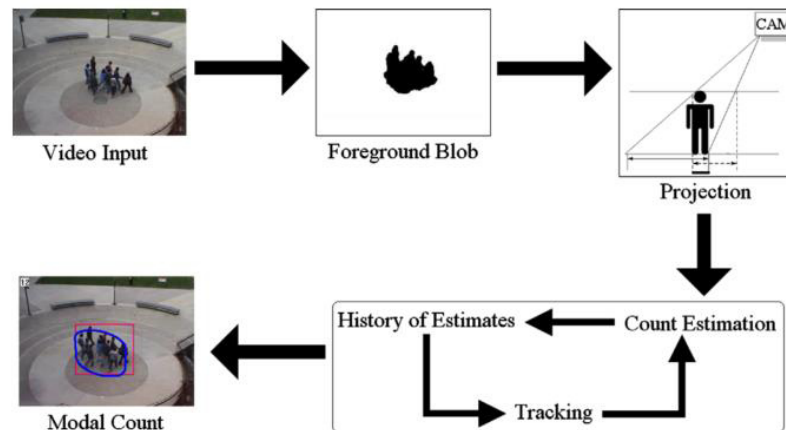 CAM
Video Input
Foreground Blob
Projection
History of Estimates
Count Estimation
Tracking
Modal Count